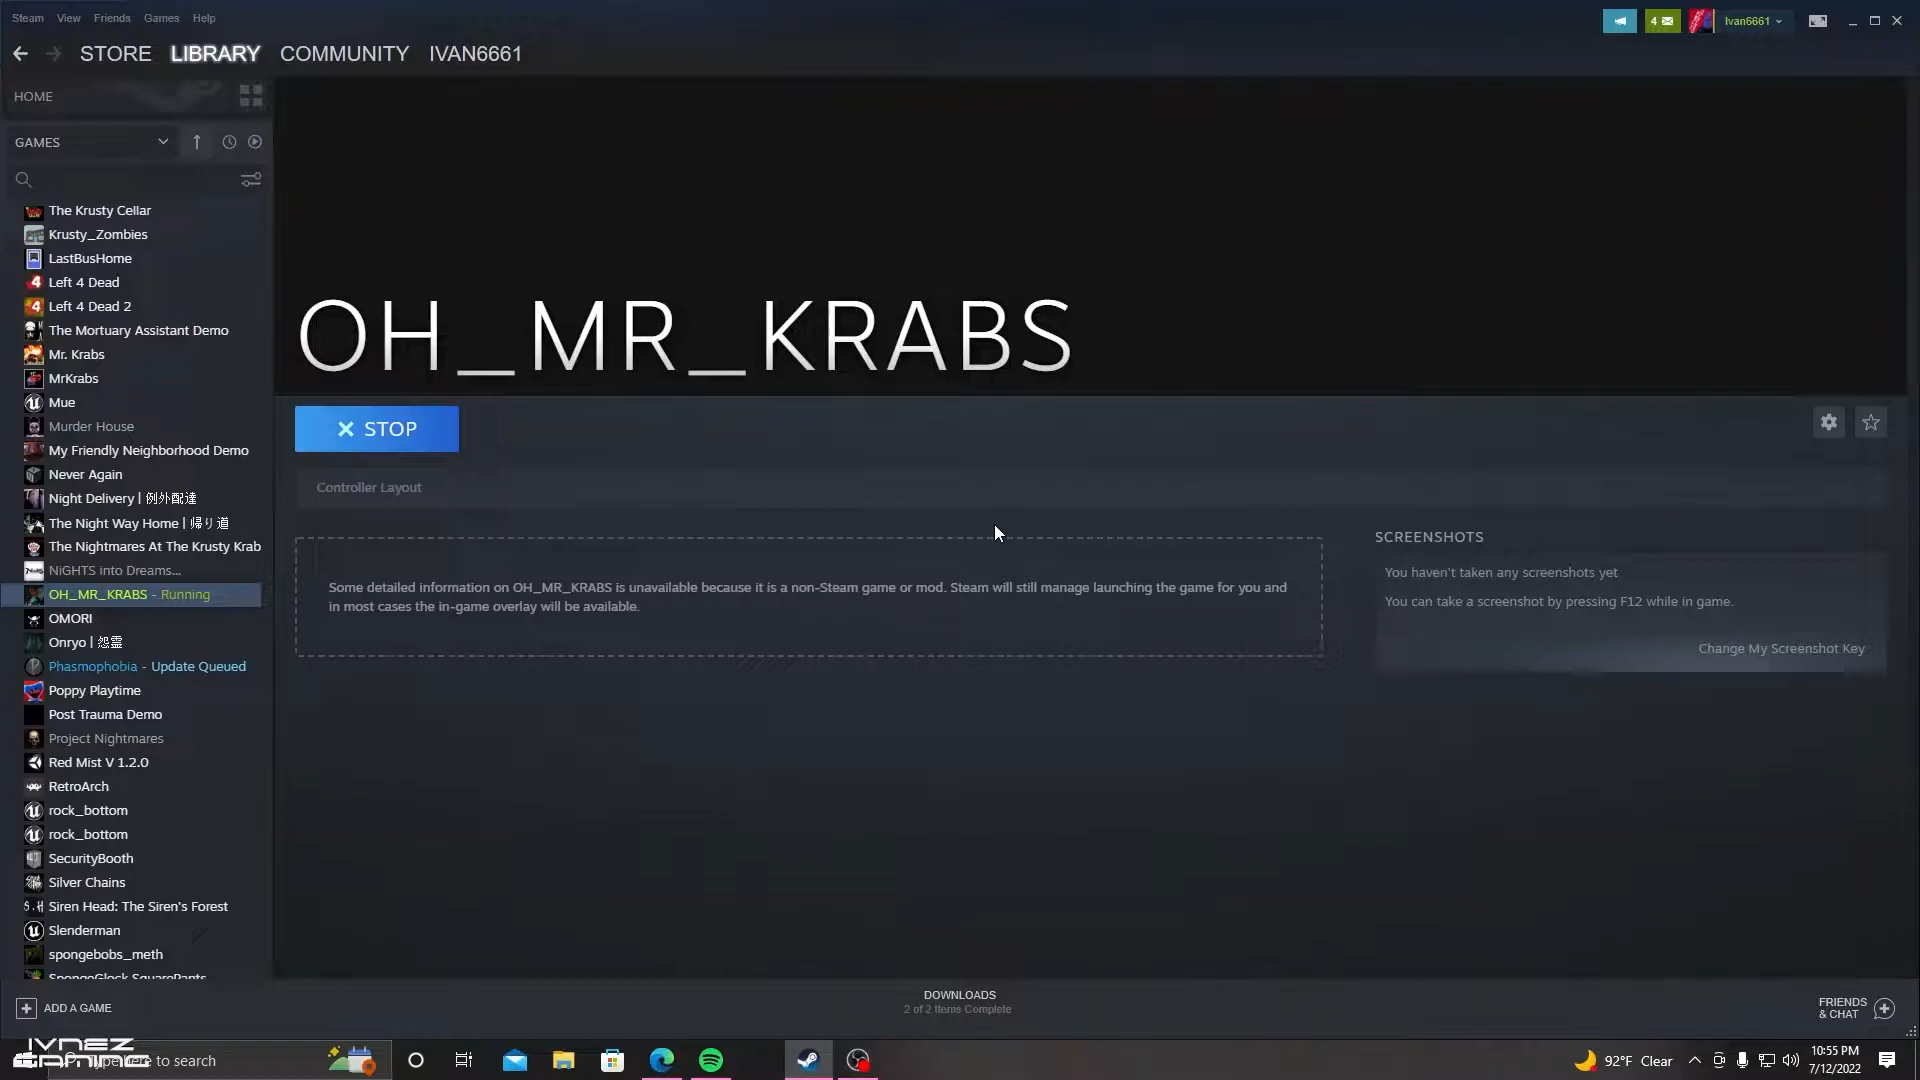 Steam View Friends Games Help
4
Ivan6661
STORE LIBRARY COMMUNITY IVAN6661
HOME
GAMES
The Krusty Cellar
Krusty_Zombies
LastBusHome
Left 4 Dead
Left 4 Dead 2
The Mortuary Assistant Demo
Mr. Krabs
MrKrabs
Mue
Murder House
My Friendly Neighborhood Demo
Never Again
Night Delivery | 例外配達
The Night Way Home | 帰り道
The Nightmares At The Krusty Krab
NiGHTS into Dreams...
OH_MR_KRABS - Running
OMORI
Onryo | 怨霊
Phasmophobia - Update Queued
Poppy Playtime
Post Trauma Demo
Project Nightmares
Red Mist V 1.2.0
RetroArch
rock_bottom
rock_bottom
SecurityBooth
Silver Chains
Siren Head: The Siren's Forest
Slenderman
spongebobs_meth
SpongeGlock SquarePants
OH_MR_KRABS
STOP
Controller Layout
Some detailed information on OH_MR_KRABS is unavailable because it is a non-Steam game or mod. Steam will still manage launching the game for you and
in most cases the in-game overlay will be available.
SCREENSHOTS
You haven't taken any screenshots yet
You can take a screenshot by pressing F12 while in game.
Change My Screenshot Key
ADD A GAME
DOWNLOADS
2 of 2 Items Complete
FRIENDS
& CHAT
IVNEZ
GAMING
here to search
92°F Clear
10:55 PM
7/12/2022